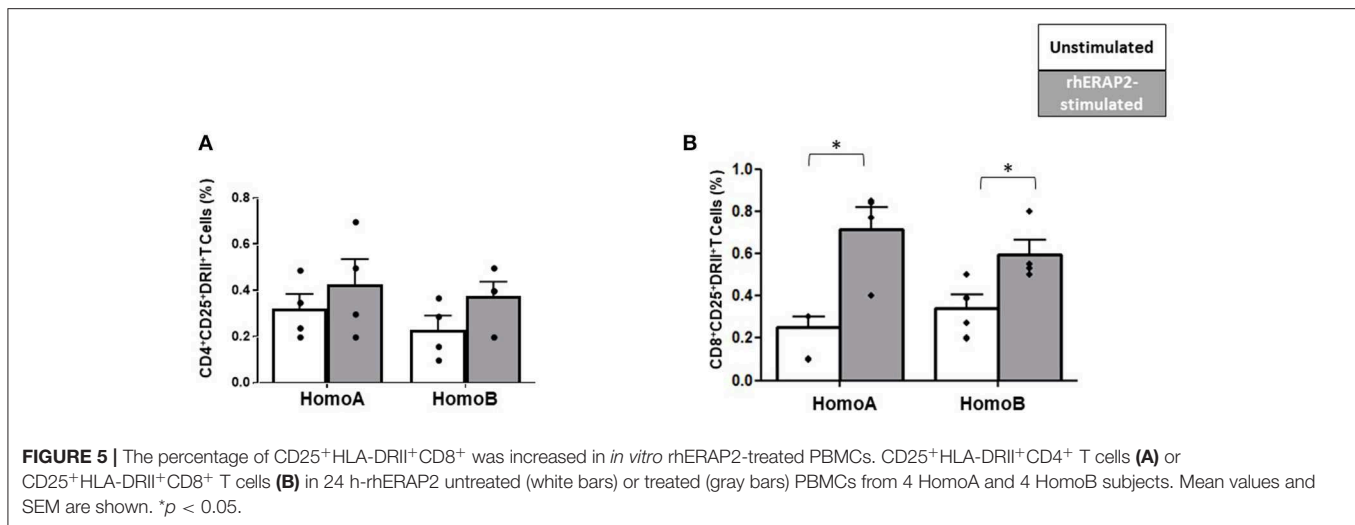 Unstimulated
rhERAP2-
stimulated
A
CD4⁺CD25⁺DRII⁺T Cells (%)
0.8
0.6
0.4
0.2
0.0
HomoA HomoB
B
CD8⁺CD25⁺DRII⁺T Cells (%)
1.0
0.8
0.6
0.4
0.2
0.0
*
*
HomoA HomoB
FIGURE 5 | The percentage of CD25⁺HLA-DRII⁺CD8⁺ was increased in in vitro rhERAP2-treated PBMCs. CD25⁺HLA-DRII⁺CD4⁺ T cells (A) or
CD25⁺HLA-DRII⁺CD8⁺ T cells (B) in 24 h-rhERAP2 untreated (white bars) or treated (gray bars) PBMCs from 4 HomoA and 4 HomoB subjects. Mean values and
SEM are shown. *p < 0.05.